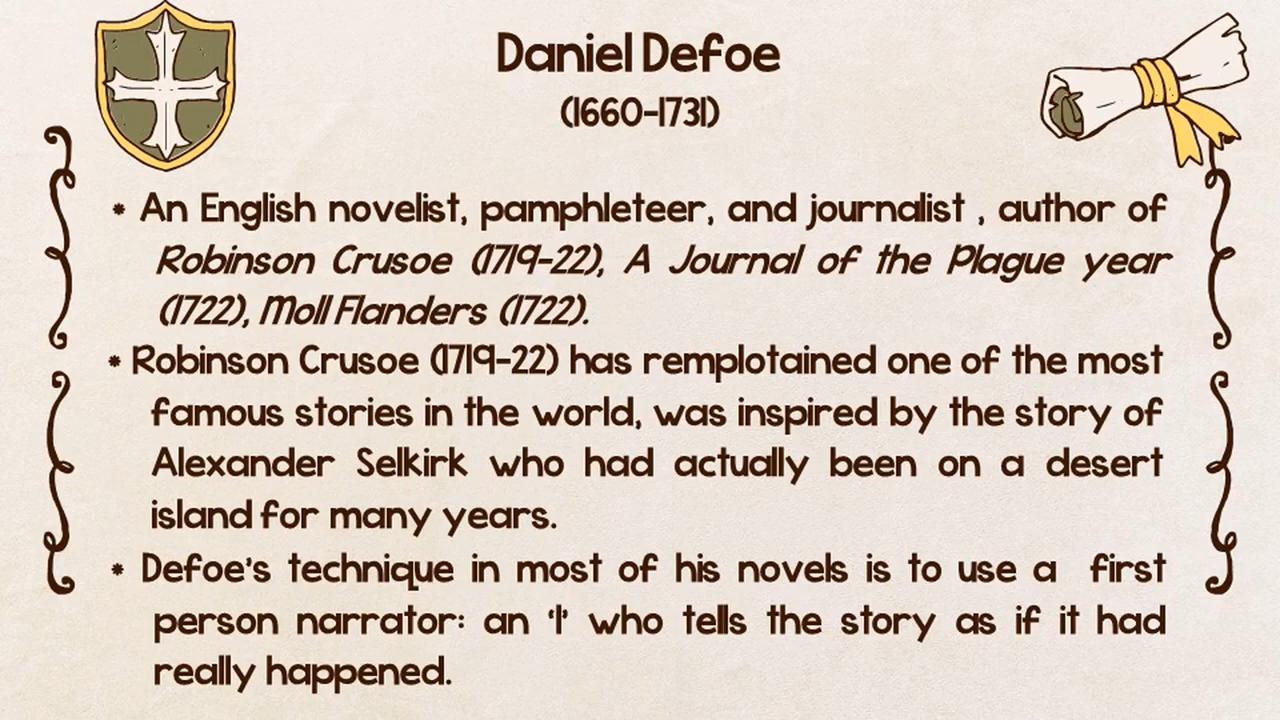 Daniel Defoe
(1660-1731)
* An English novelist, pamphleteer, and journalist , author of
Robinson Crusoe (1719-22), A Journal of the Plague year
(1722), Moll Flanders (1722).
* Robinson Crusoe (1719-22) has remplotained one of the most
famous stories in the world, was inspired by the story of
Alexander Selkirk who had actually been on a desert
island for many years.
* Defoe's technique in most of his novels is to use a first
person narrator: an 'I' who tells the story as if it had
really happened.